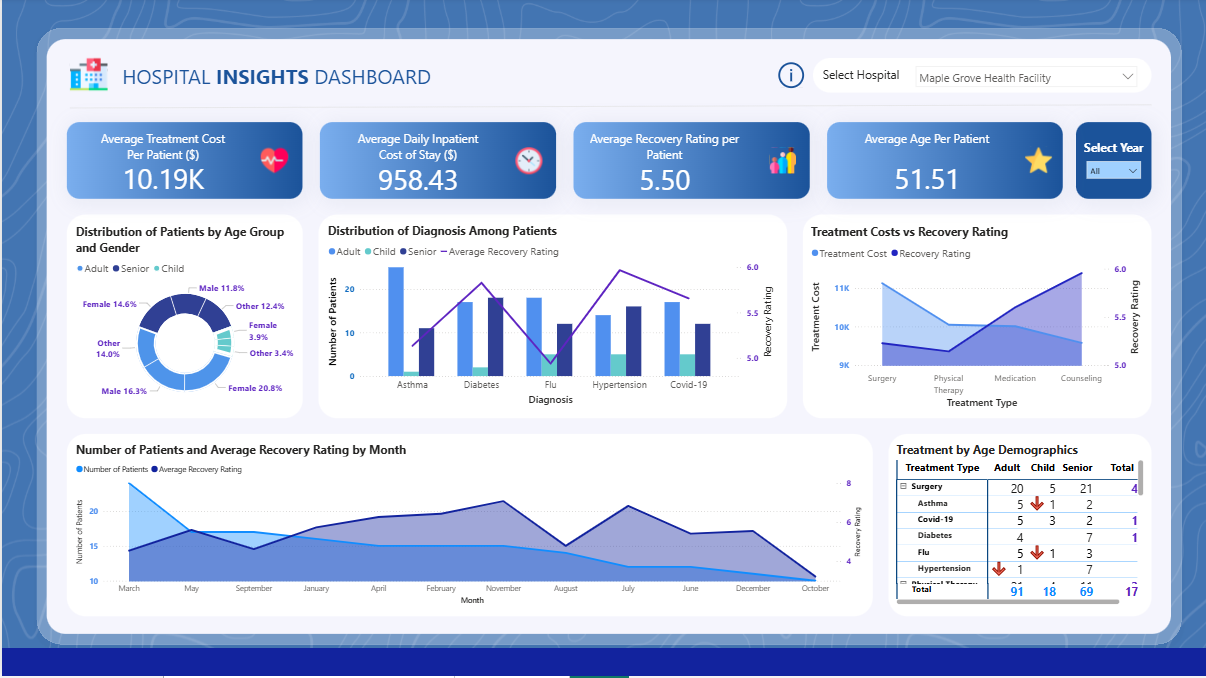 HOSPITAL INSIGHTS DASHBOARD
i
Select Hospital
Maple Grove Health Facility
Average Treatment Cost
Per Patient ($)
10.19K
Average Daily Inpatient
Cost of Stay ($)
958.43
Average Recovery Rating per
Patient
5.50
Average Age Per Patient
51.51
Select Year
All
Distribution of Patients by Age Group
and Gender
Adult Senior Child
Male 11.8%
Female 14.6%
Other 12.4%
Female
3.9%
Other
14.0%
Other 3.4%
Male 16.3%
Female 20.8%
Distribution of Diagnosis Among Patients
Adult Child Senior Average Recovery Rating
Number of Patients
20
10
0
6.0
5.5
5.0
Recovery Rating
Asthma Diabetes Flu Hypertension Covid-19
Diagnosis
Treatment Costs vs Recovery Rating
Treatment Cost Recovery Rating
Treatment Cost
11K
10K
9K
6.0
5.5
5.0
Recovery Rating
Surgery Physical Medication Counseling
Therapy
Treatment Type
Number of Patients and Average Recovery Rating by Month
Number of Patients Average Recovery Rating
Number of Patients
20
15
10
8
6
4
Recovery Rating
March May September January April February November August July June December October
Month
Treatment by Age Demographics
Treatment Type Adult Child Senior Total
Surgery 20 5 21 4
Asthma 5 1 2
Covid-19 5 3 2 1
Diabetes 4 7 1
Flu 5 1 3
Hypertension 1 7
Physical Therapy
Total 91 18 69 17